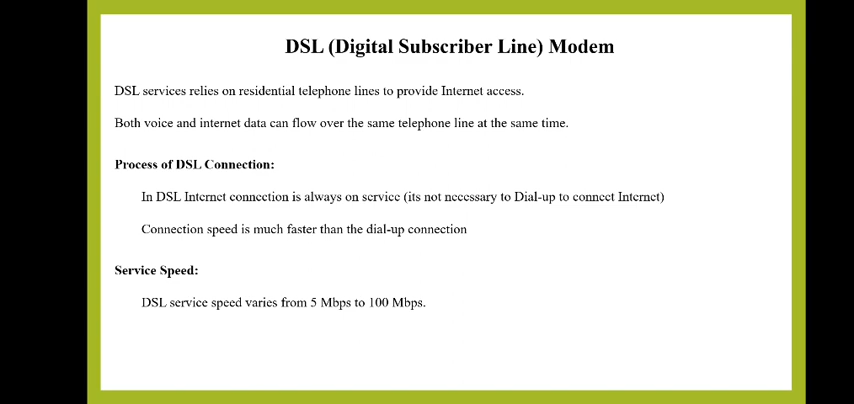 DSL (Digital Subscriber Line) Modem
DSL services relies on residential telephone lines to provide Internet access.
Both voice and internet data can flow over the same telephone line at the same time.
Process of DSL Connection:
In DSL Internet connection is always on service (its not necessary to Dial-up to connect Internet)
Connection speed is much faster than the dial-up connection
Service Speed:
DSL service speed varies from 5 Mbps to 100 Mbps.